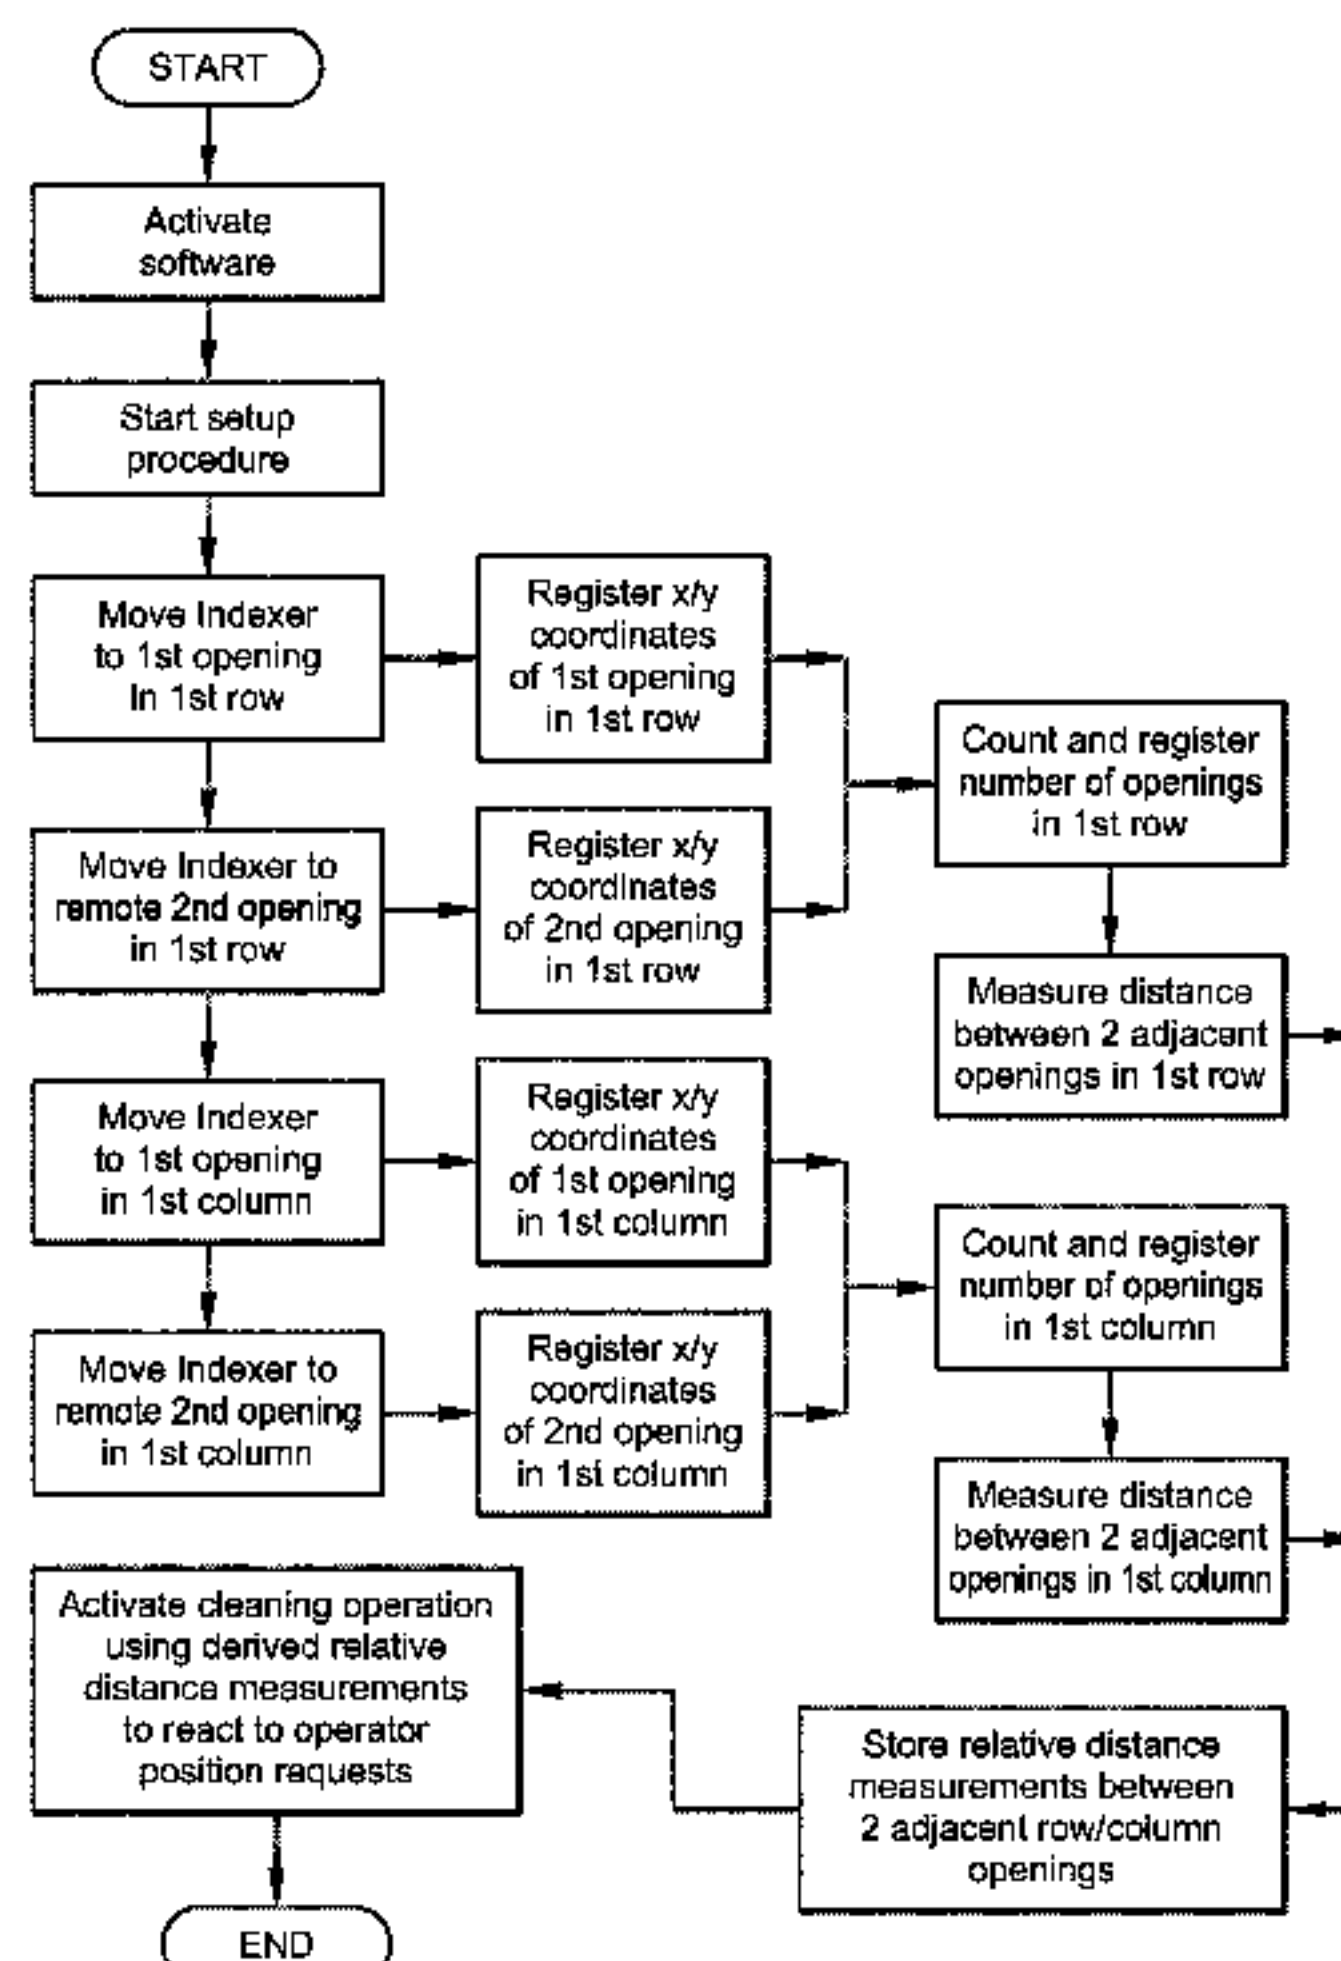 START
Activate
software
Start setup
procedure
Move Indexer
to 1st opening
In 1st row
Register x/y
coordinates
of 1st opening
in 1st row
Move Indexer to
remote 2nd opening
in 1st row
Register x/y
coordinates
of 2nd opening
in 1st row
Count and register
number of openings
in 1st row
Measure distance
between 2 adjacent
openings in 1st row
Move Indexer
to 1st opening
in 1st column
Register x/y
coordinates
of 1st opening
in 1st column
Move Indexer to
remote 2nd opening
in 1st column
Register x/y
coordinates
of 2nd opening
in 1st column
Count and register
number of openings
in 1st column
Measure distance
between 2 adjacent
openings in 1st column
Store relative distance
measurements between
2 adjacent row/column
openings
Activate cleaning operation
using derived relative
distance measurements
to react to operator
position requests
END